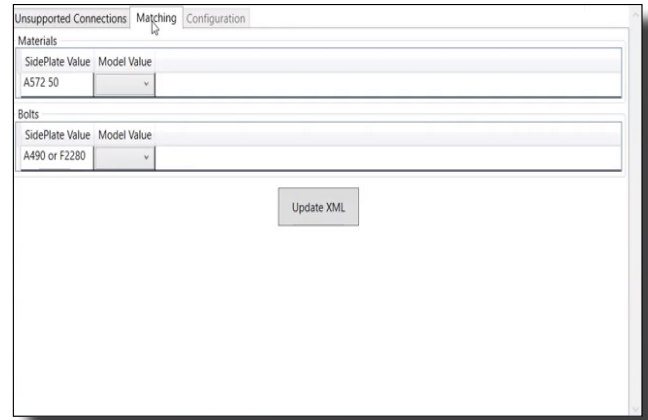 Unsupported Connections Matching Configuration
Materials
SidePlate Value Model Value
A572 50
Bolts
SidePlate Value Model Value
A490 or F2280
Update XML